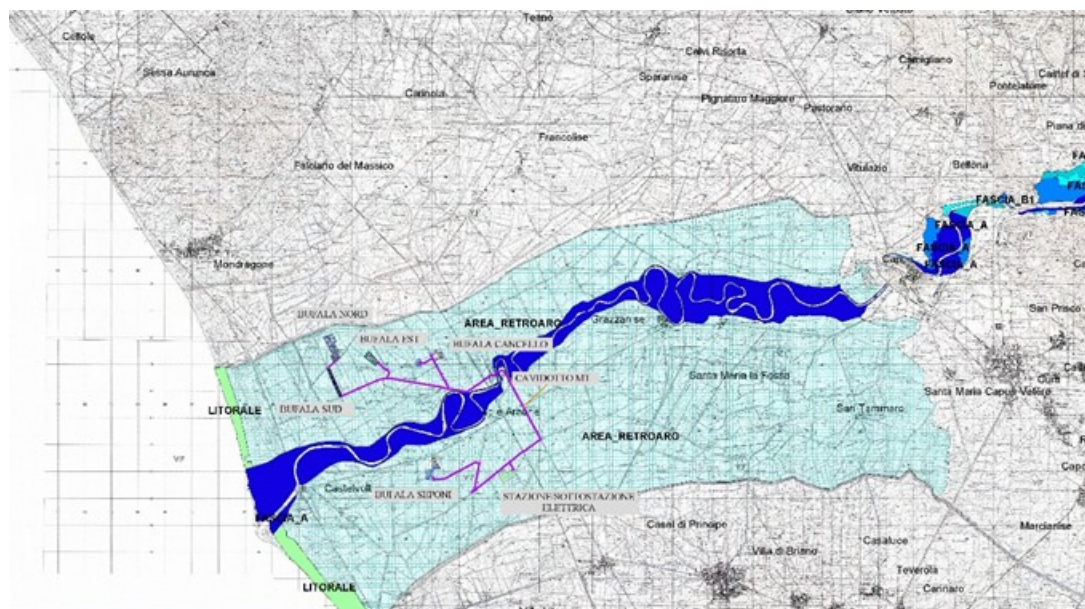 Teano
Cellole
Calvi Risorta
Camigliano
Sessa Aurunca
Sparanise
Carinola
Pignataro Maggiore
Pastorano
Pontelatone
Francolise
Falciano del Massico
Vitulazio
Bellona
FASCIA_B1
FASCIA_A
FASCIA_A
FASCIA_A
Mondragone
San Prisco
BUFALA NORD
AREA_RETROARO
Grazzanise
BUFALA EST
BUFALA CANCELLO
CAVIDOTTO MT
Santa Maria la Fossa
Santa Maria Capua Vetere
LITORALE
BUFALA SUD
San Tammaro
AREA_RETROARO
BUFALA SEPONI
STAZIONE/SOTTOSTAZIONE
ELETTRICA
FASCIA_A
Casal di Principe
Marcianise
Villa di Briano
Casaluce
Teverola
Carinaro
LITORALE